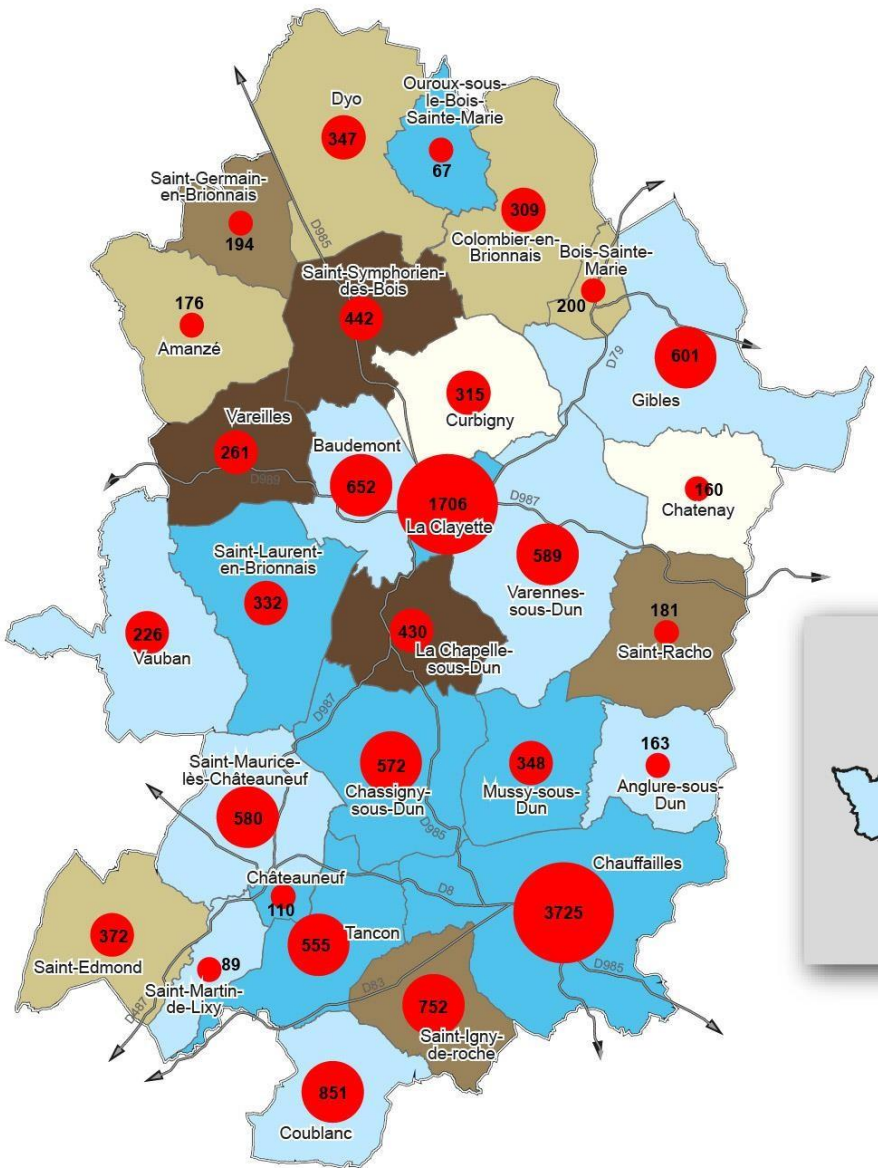 Dyo
347
Ouroux-sous-
le-Bois-
Sainte-Marie
67
Saint-Germain-
en-Brionnais
194
D985
309
Colombier-en-
Brionnais
Bois-Sainte-
Marie
200
Saint-Symphorien-
des-Bois
442
176
Amanzé
D79
601
Gibles
315
Curbigny
Vareilles
261
D989
Baudemont
652
1706
La Clayette
D987
160
Chatenay
589
Varennes-
sous-Dun
Saint-Laurent-
en-Brionnais
332
226
Vauban
430
La Chapelle-
sous-Dun
181
Saint-Racho
D987
Saint-Maurice-
lès-Châteauneuf
580
572
Chassigny-
sous-Dun
348
Mussy-sous-
Dun
163
Anglure-sous-
Dun
D985
Chauffailles
3725
Châteauneuf
110
D8
372
Saint-Edmond
555
Tancon
89
Saint-Martin-
de-Lixy
D487
D83
D985
752
Saint-Igny-
de-roche
851
Coublanc